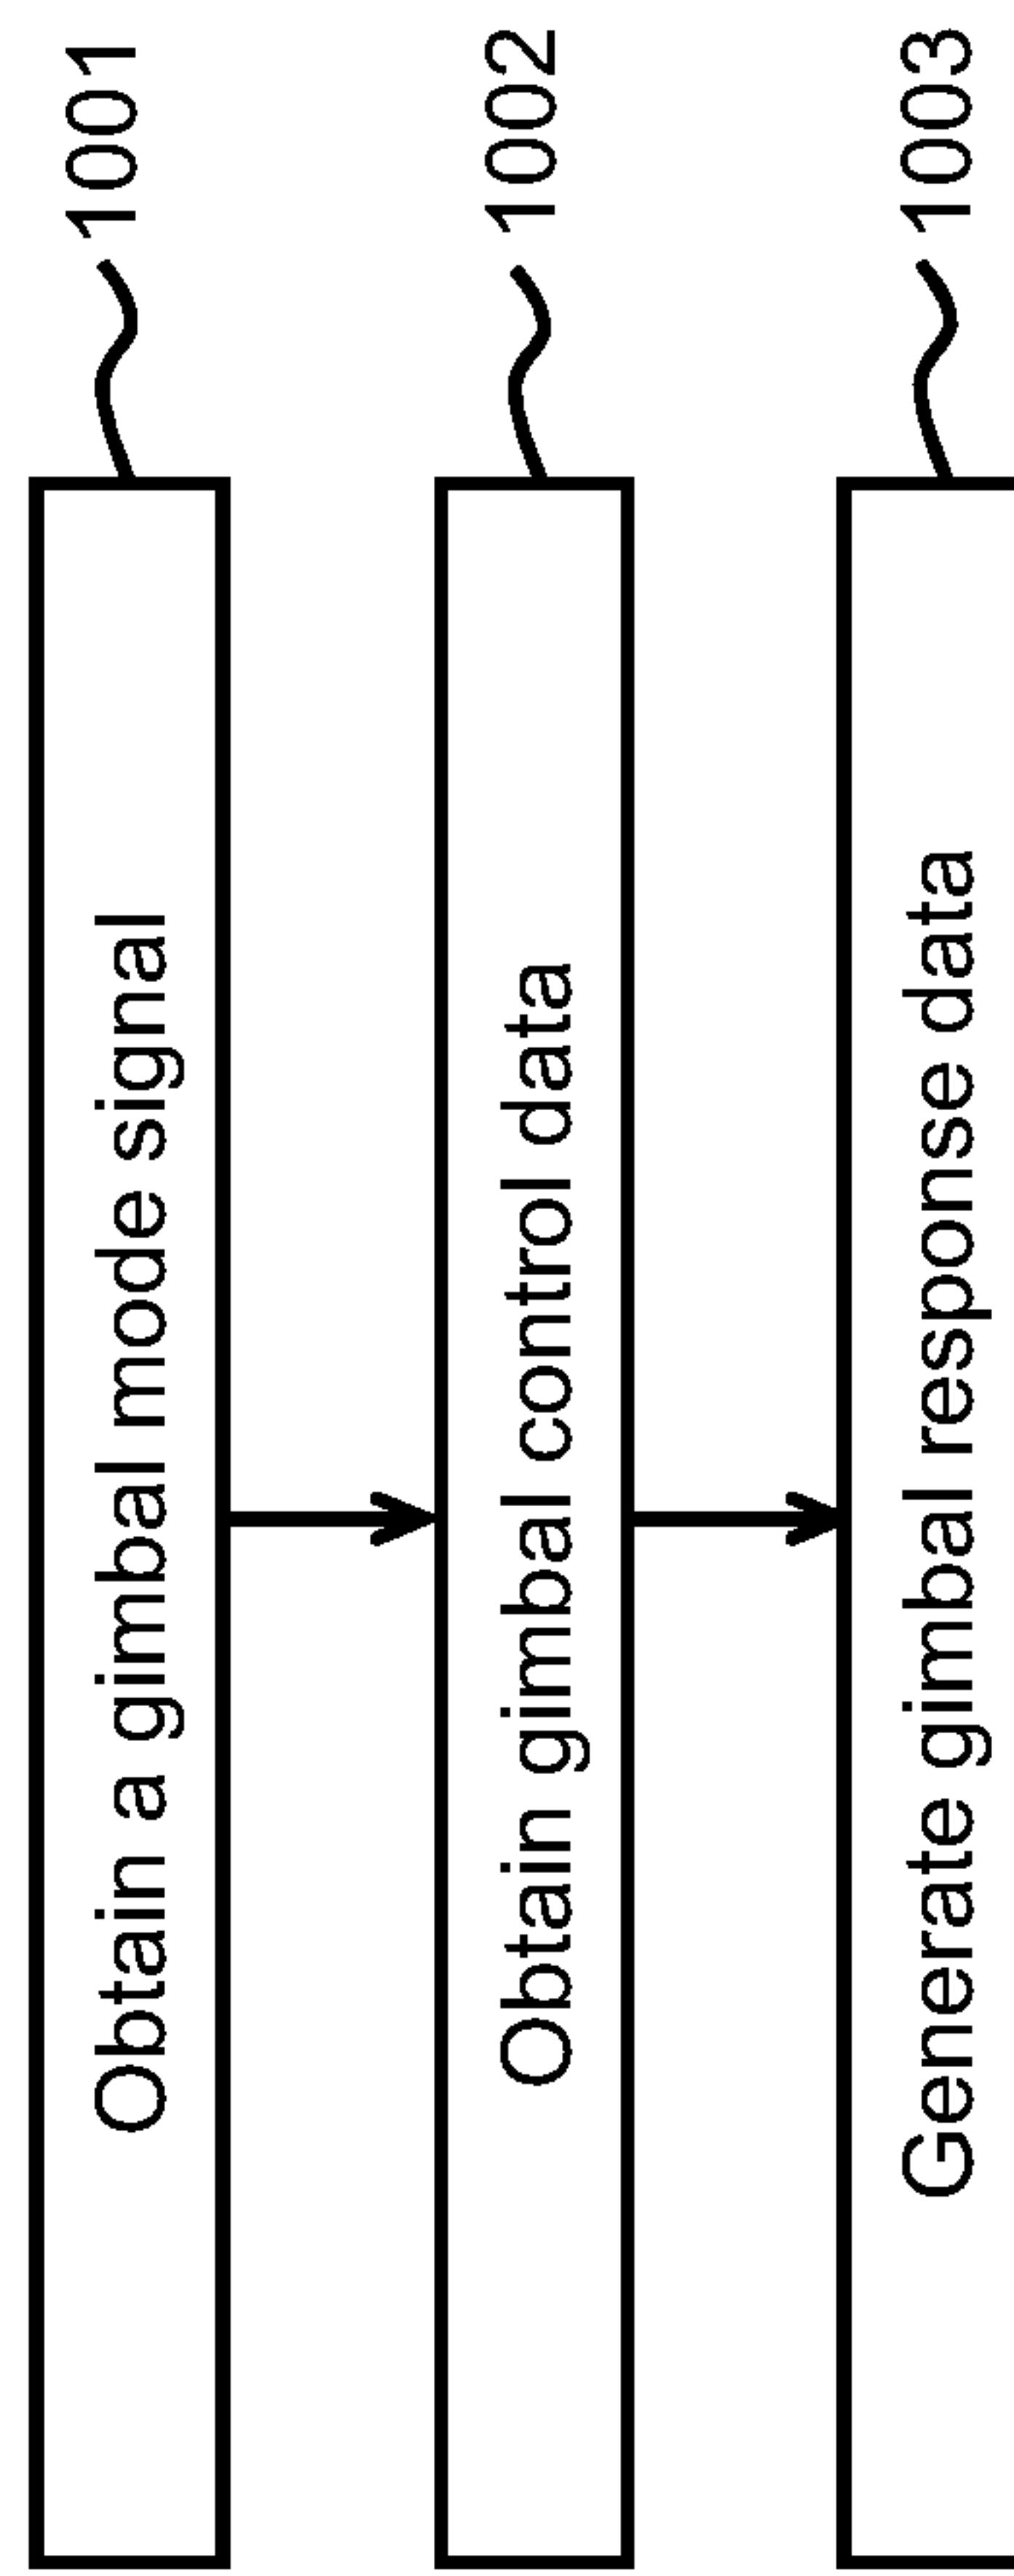 Obtain a gimbal mode signal
1001
Obtain gimbal control data
1002
Generate gimbal response data
1003